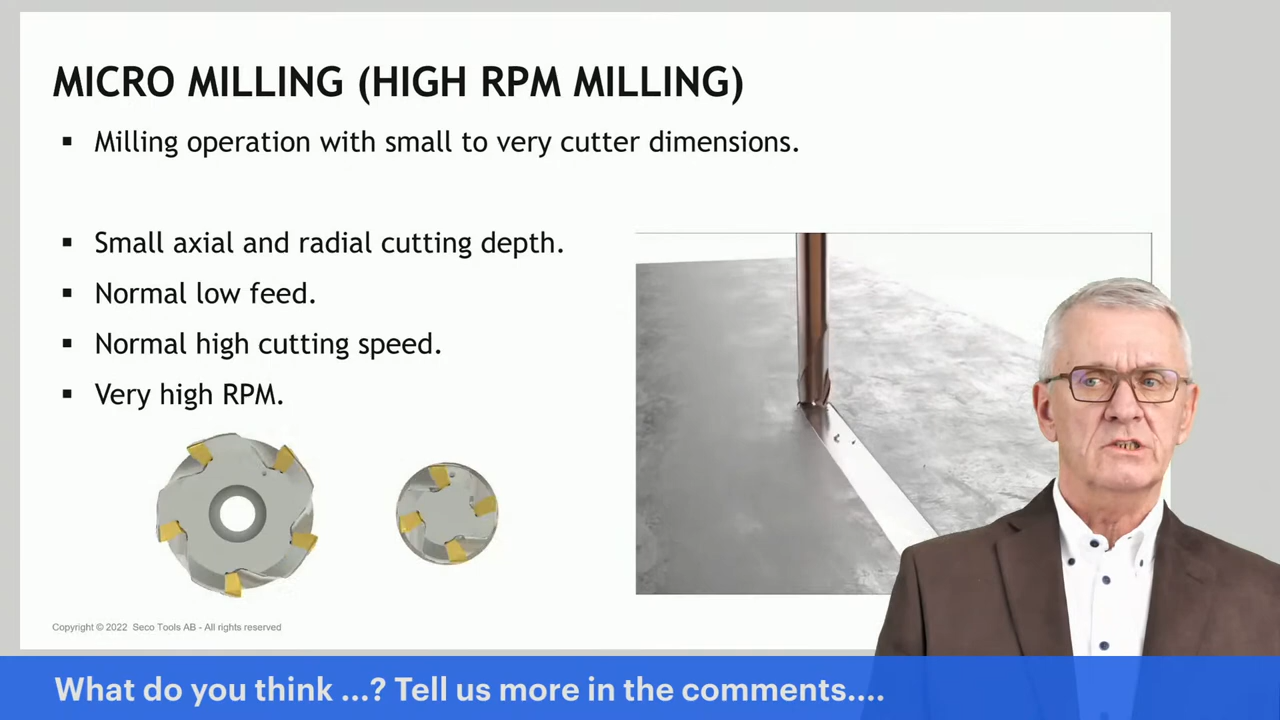 MICRO MILLING (HIGH RPM MILLING)
▪ Milling operation with small to very cutter dimensions.
▪ Small axial and radial cutting depth.
▪ Normal low feed.
▪ Normal high cutting speed.
▪ Very high RPM.
Copyright © 2022 Seco Tools AB - All rights reserved
What do you think ...? Tell us more in the comments....